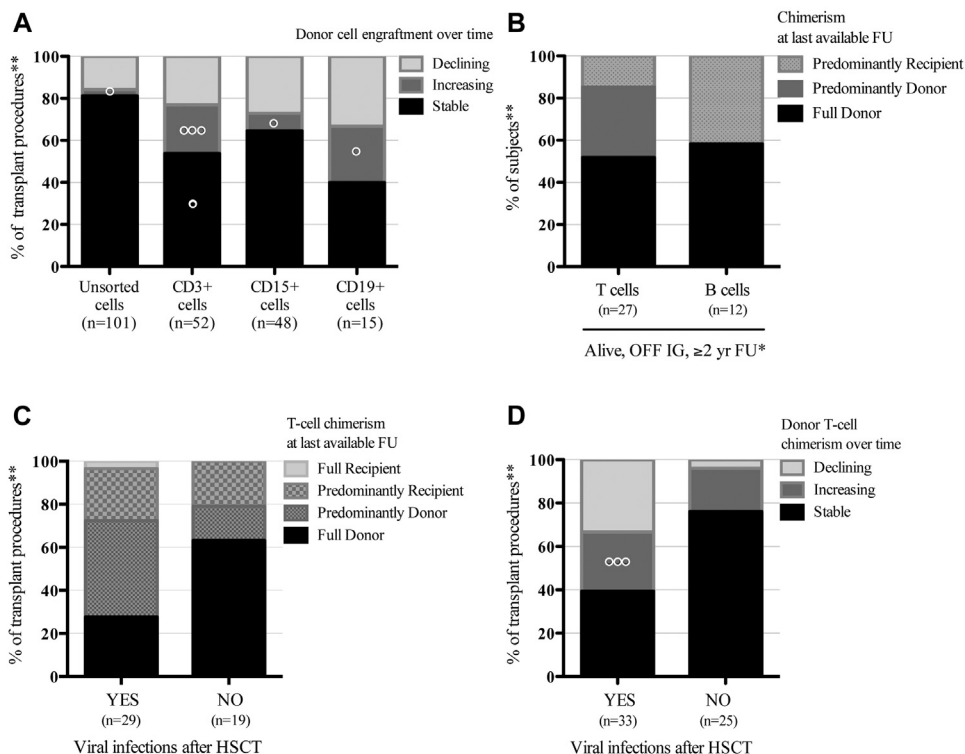 A
Donor cell engraftment over time
Declining
Increasing
Stable
% of transplant procedures**
100
80
60
40
20
0
Unsorted cells (n=101)
CD3+ cells (n=52)
CD15+ cells (n=48)
CD19+ cells (n=15)
B
Chimerism
at last available FU
Predominantly Recipient
Predominantly Donor
Full Donor
% of subjects**
100
80
60
40
20
0
T cells (n=27)
B cells (n=12)
Alive, OFF IG, ≥2 yr FU*
C
T-cell chimerism
at last available FU
Full Recipient
Predominantly Recipient
Predominantly Donor
Full Donor
% of transplant procedures**
100
80
60
40
20
0
YES (n=29)
NO (n=19)
Viral infections after HSCT
D
Donor T-cell
chimerism over time
Declining
Increasing
Stable
% of transplant procedures**
100
80
60
40
20
0
YES (n=33)
NO (n=25)
Viral infections after HSCT